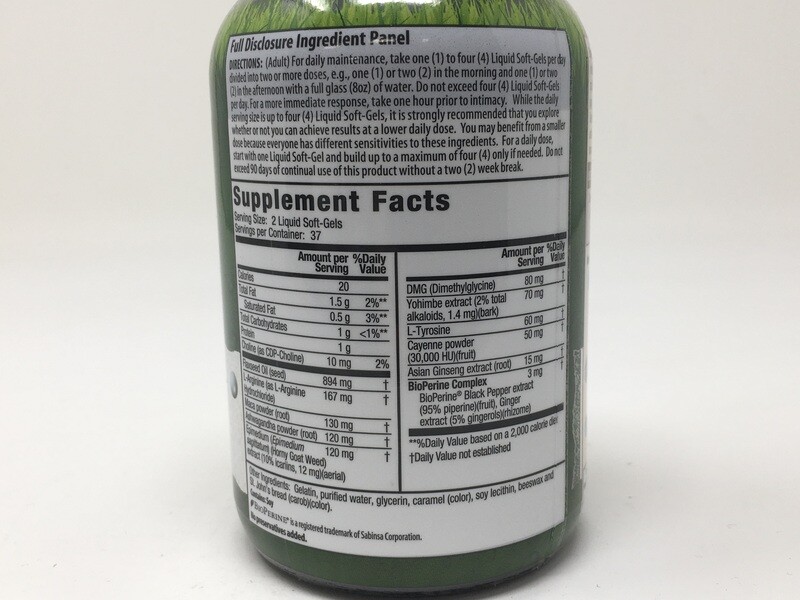 Full Disclosure Ingredient Panel
DIRECTIONS: (Adult) For daily maintenance, take one (1) to four (4) Liquid Soft-Gels per day
divided into two or more doses, e.g., one (1) or two (2) in the morning and one (1) or two
(2) in the afternoon with a full glass (8oz) of water. Do not exceed four (4) Liquid Soft-Gels
per day. For a more immediate response, take one hour prior to intimacy. While the daily
serving size is up to four (4) Liquid Soft-Gels, it is strongly recommended that you explore
whether or not you can achieve results at a lower daily dose. You may benefit from a smaller
dose because everyone has different sensitivities to these ingredients. For a daily dose,
start with one Liquid Soft-Gel and build up to a maximum of four (4) only if needed. Do not
exceed 90 days of continual use of this product without a two (2) week break.
Supplement Facts
Serving Size: 2 Liquid Soft-Gels
Servings per Container: 37
Amount per %Daily
Serving Value
Calories 20
Total Fat 1.5 g 2%**
Saturated Fat 0.5 g 3%**
Total Carbohydrates 1 g <1%**
Protein 1 g
Choline (as CDP-Choline) 10 mg 2%
Flaxseed Oil (seed) 894 mg †
L-Arginine (as L-Arginine 167 mg †
Hydrochloride)
Maca powder (root) 130 mg †
Ashwagandha powder (root) 120 mg †
Epimedium (Epimedium 120 mg †
sagittatum) (Horny Goat Weed)
extract (10% icariins, 12 mg)(aerial)
Amount per %Daily
Serving Value
DMG (Dimethylglycine) 80 mg †
Yohimbe extract (2% total 70 mg †
alkaloids, 1.4 mg)(bark)
L-Tyrosine 60 mg †
Cayenne powder 50 mg †
(30,000 HU)(fruit)
Asian Ginseng extract (root) 15 mg †
BioPerine Complex 3 mg †
BioPerine® Black Pepper extract
(95% piperine)(fruit), Ginger
extract (5% gingerols)(rhizome)
**%Daily Value based on a 2,000 calorie diet
†Daily Value not established
Other Ingredients: Gelatin, purified water, glycerin, caramel (color), soy lecithin, beeswax and
St. John's bread (carob)(color).
Contains: Soy
BIOPERINE® is a registered trademark of Sabinsa Corporation.
No preservatives added.